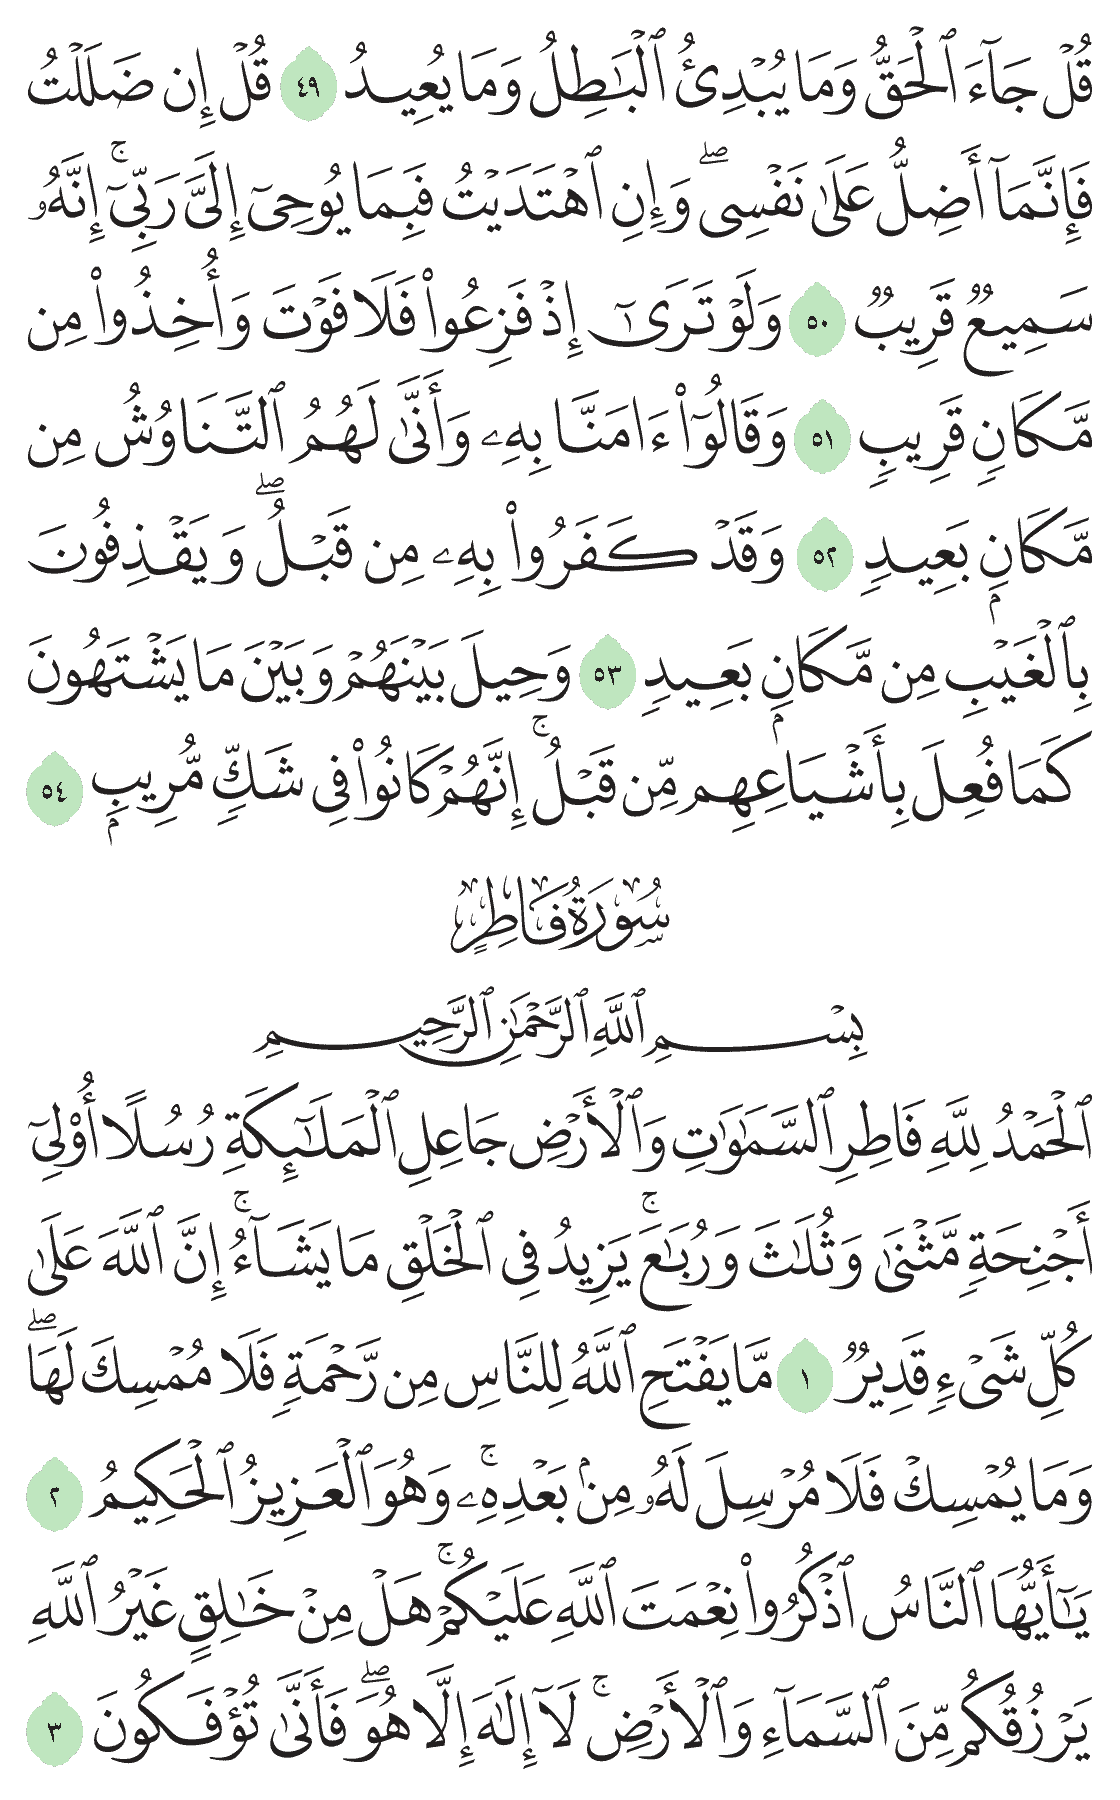 قُلۡ جَآءَ ٱلۡحَقُّ وَمَا يُبۡدِئُ ٱلۡبَٰطِلُ وَمَا يُعِيدُ ٤٩ قُلۡ إِن ضَلَلۡتُ
فَإِنَّمَآ أَضِلُّ عَلَىٰ نَفۡسِيۖ وَإِنِ ٱهۡتَدَيۡتُ فَبِمَا يُوحِيٓ إِلَيَّ رَبِّيٓۚ إِنَّهُۥ
سَمِيعٞ قَرِيبٞ ٥٠ وَلَوۡ تَرَىٰٓ إِذۡ فَزِعُواْ فَلَا فَوۡتَ وَأُخِذُواْ مِن
مَّكَانٖ قَرِيبٖ ٥١ وَقَالُوٓاْ ءَامَنَّا بِهِۦ وَأَنَّىٰ لَهُمُ ٱلتَّنَاوُشُ مِن
مَّكَانِۭ بَعِيدٖ ٥٢ وَقَدۡ كَفَرُواْ بِهِۦ مِن قَبۡلُۖ وَيَقۡذِفُونَ
بِٱلۡغَيۡبِ مِن مَّكَانِۭ بَعِيدٖ ٥٣ وَحِيلَ بَيۡنَهُمۡ وَبَيۡنَ مَا يَشۡتَهُونَ
كَمَا فُعِلَ بِأَشۡيَاعِهِم مِّن قَبۡلُۚ إِنَّهُمۡ كَانُواْ فِي شَكّٖ مُّرِيبِۭ ٥٤
سُورَةُ فَاطِرٍ
بِسۡمِ ٱللَّهِ ٱلرَّحۡمَٰنِ ٱلرَّحِيمِ
ٱلۡحَمۡدُ لِلَّهِ فَاطِرِ ٱلسَّمَٰوَٰتِ وَٱلۡأَرۡضِ جَاعِلِ ٱلۡمَلَٰٓئِكَةِ رُسُلًا أُوْلِيٓ
أَجۡنِحَةٖ مَّثۡنَىٰ وَثُلَٰثَ وَرُبَٰعَۚ يَزِيدُ فِي ٱلۡخَلۡقِ مَا يَشَآءُۚ إِنَّ ٱللَّهَ عَلَىٰ
كُلِّ شَيۡءٖ قَدِيرٞ ١ مَّا يَفۡتَحِ ٱللَّهُ لِلنَّاسِ مِن رَّحۡمَةٖ فَلَا مُمۡسِكَ لَهَاۖ
وَمَا يُمۡسِكۡ فَلَا مُرۡسِلَ لَهُۥ مِنۢ بَعۡدِهِۦۚ وَهُوَ ٱلۡعَزِيزُ ٱلۡحَكِيمُ ٢
يَٰٓأَيُّهَا ٱلنَّاسُ ٱذۡكُرُواْ نِعۡمَتَ ٱللَّهِ عَلَيۡكُمۡۚ هَلۡ مِنۡ خَٰلِقٍ غَيۡرُ ٱللَّهِ
يَرۡزُقُكُم مِّنَ ٱلسَّمَآءِ وَٱلۡأَرۡضِۚ لَآ إِلَٰهَ إِلَّا هُوَۖ فَأَنَّىٰ تُؤۡفَكُونَ ٣